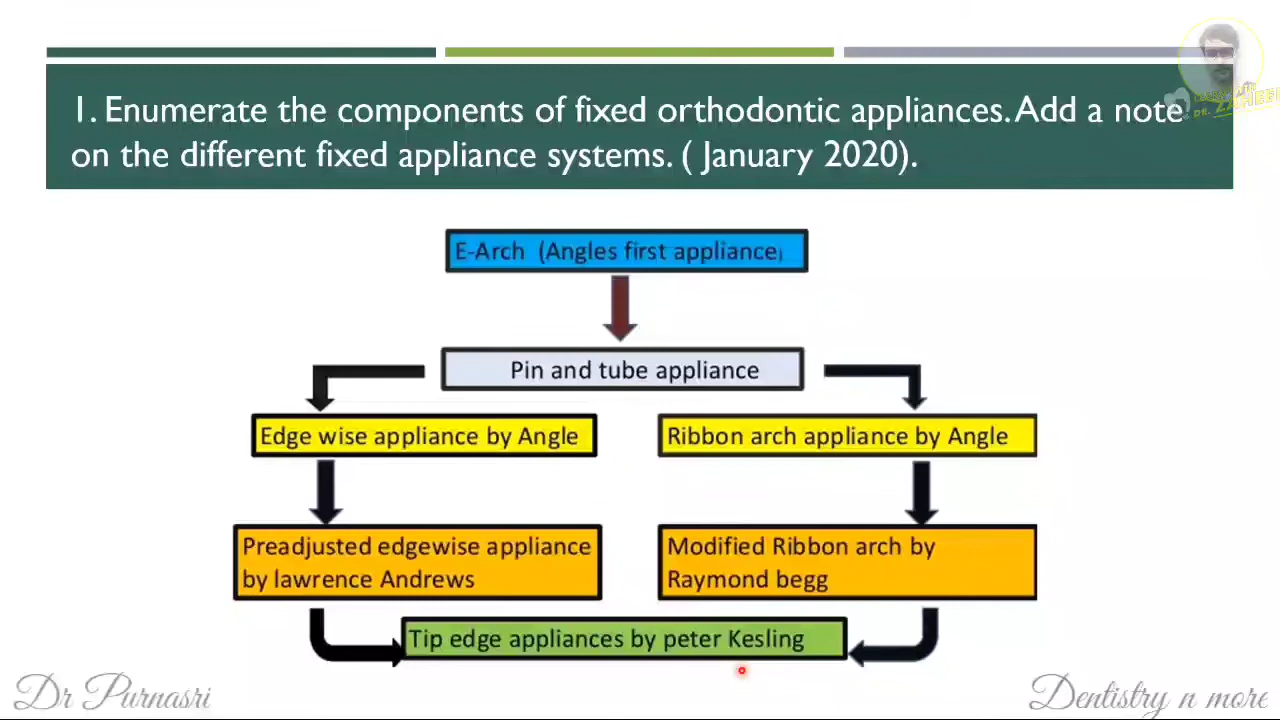 1. Enumerate the components of fixed orthodontic appliances. Add a note
on the different fixed appliance systems. ( January 2020).
E-Arch (Angles first appliance)
Pin and tube appliance
Edge wise appliance by Angle
Ribbon arch appliance by Angle
Preadjusted edgewise appliance
by lawrence Andrews
Modified Ribbon arch by
Raymond begg
Tip edge appliances by peter Kesling
Dr Purnasri
Dentistry n more